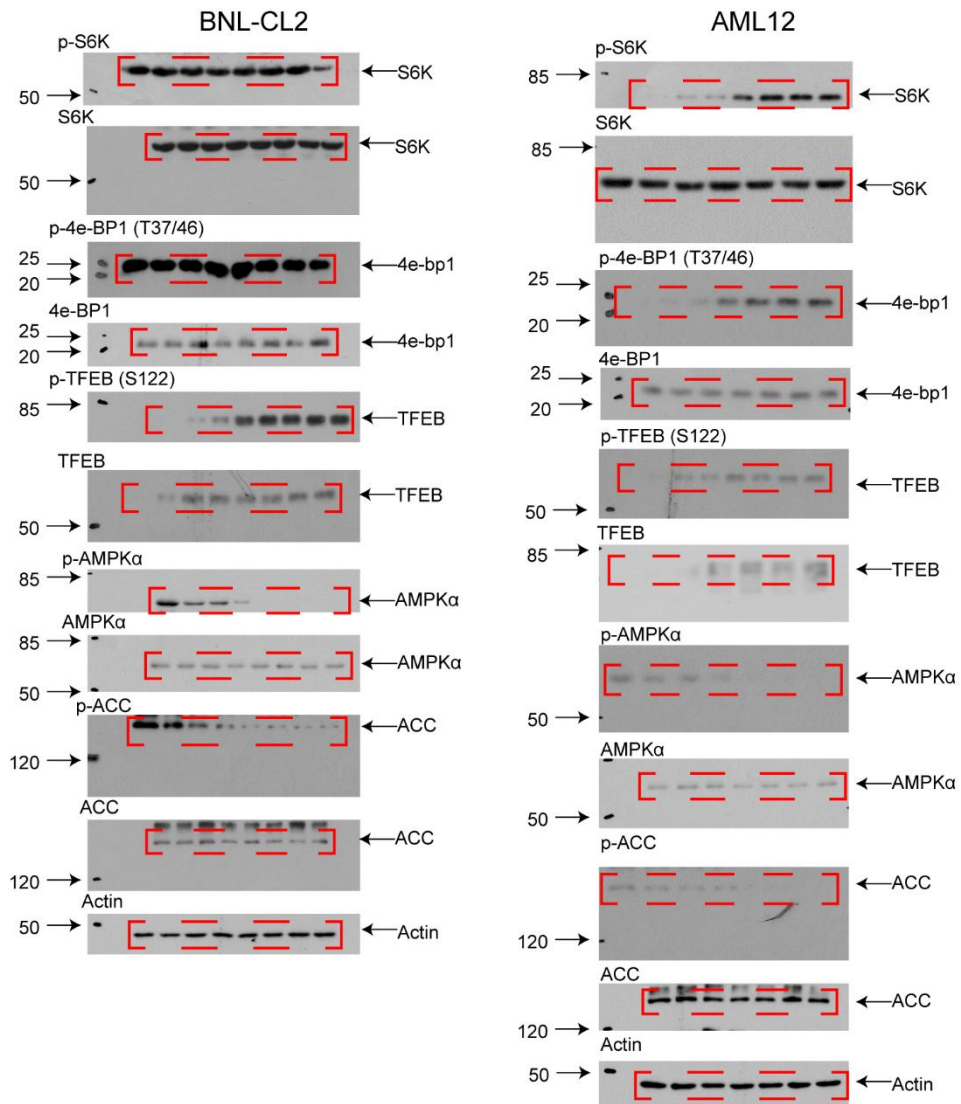 BNL-CL2
p-S6K
S6K
50
S6K
S6K
50
p-4e-BP1 (T37/46)
25
4e-bp1
20
4e-BP1
25
4e-bp1
20
p-TFEB (S122)
85
TFEB
TFEB
TFEB
50
p-AMPKα
85
AMPKα
AMPKα
85
AMPKα
50
p-ACC
ACC
120
ACC
ACC
120
Actin
50
Actin
AML12
p-S6K
85
S6K
S6K
85
S6K
p-4e-BP1 (T37/46)
25
4e-bp1
20
4e-BP1
25
4e-bp1
20
p-TFEB (S122)
TFEB
50
TFEB
85
TFEB
p-AMPKα
AMPKα
50
AMPKα
AMPKα
50
p-ACC
ACC
120
ACC
ACC
120
Actin
50
Actin